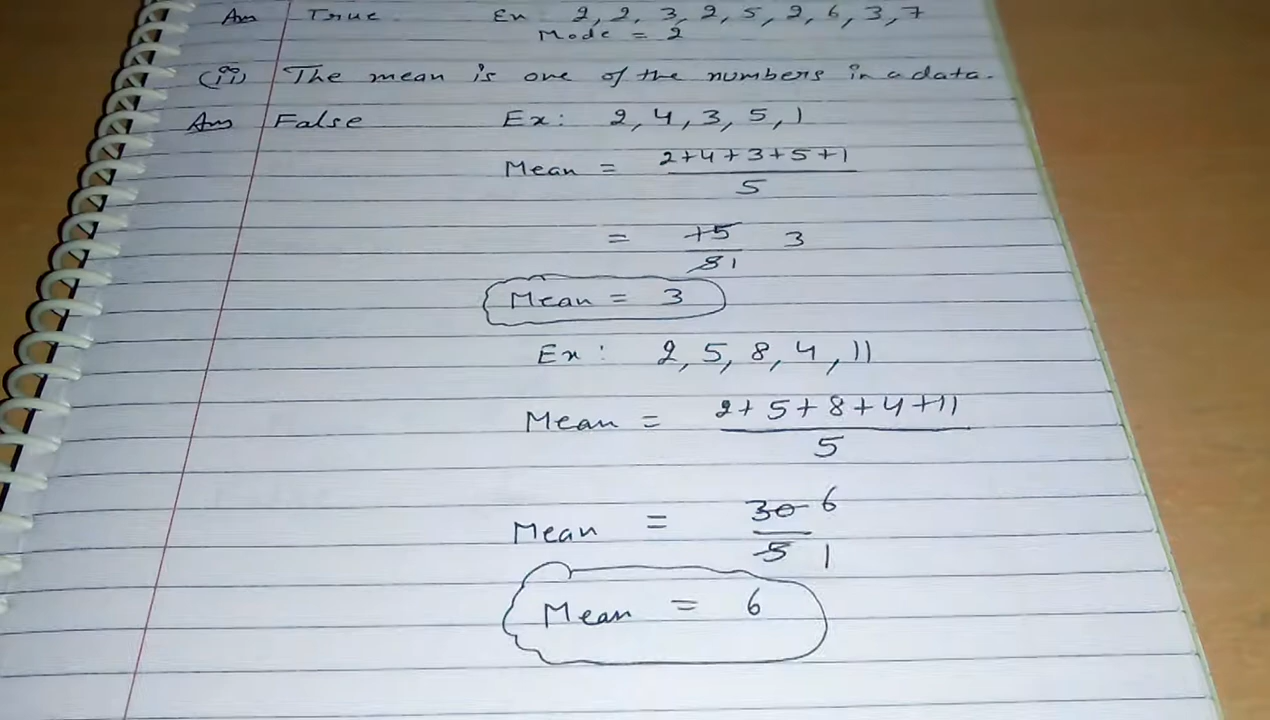 Ans True Ex 2, 2, 3, 2, 5, 2, 6, 3, 7
Mode = 2
(ii) The mean is one of the numbers in a data.
Ans False Ex: 2, 4, 3, 5, 1
Mean = 2+4+3+5+1
5
= 15 3
5 1
Mean = 3
Ex: 2, 5, 8, 4, 11
Mean = 2+5+8+4+11
5
Mean = 30 6
5 1
Mean = 6